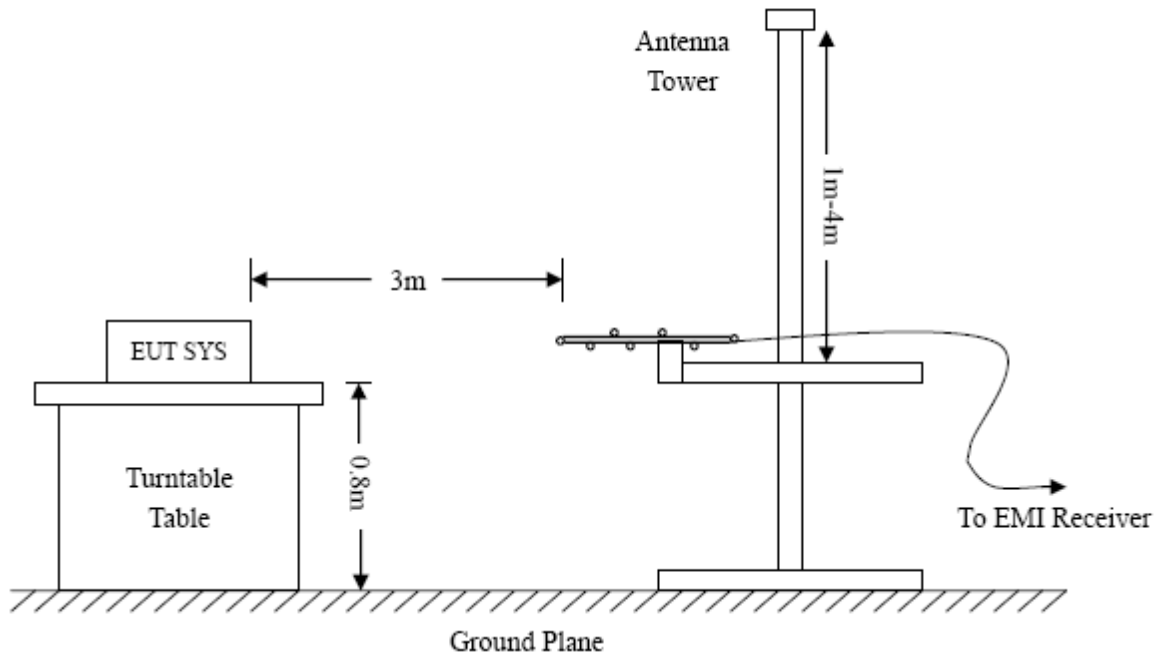 Antenna
Tower
1m-4m
3m
EUT SYS
0.8m
Turntable
Table
To EMI Receiver
Ground Plane